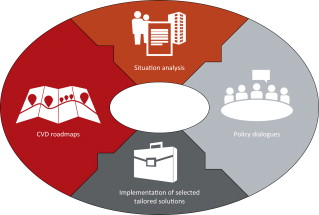 Situation analysis
CVD roadmaps
Policy dialogues
Implementation of selected
tailored solutions